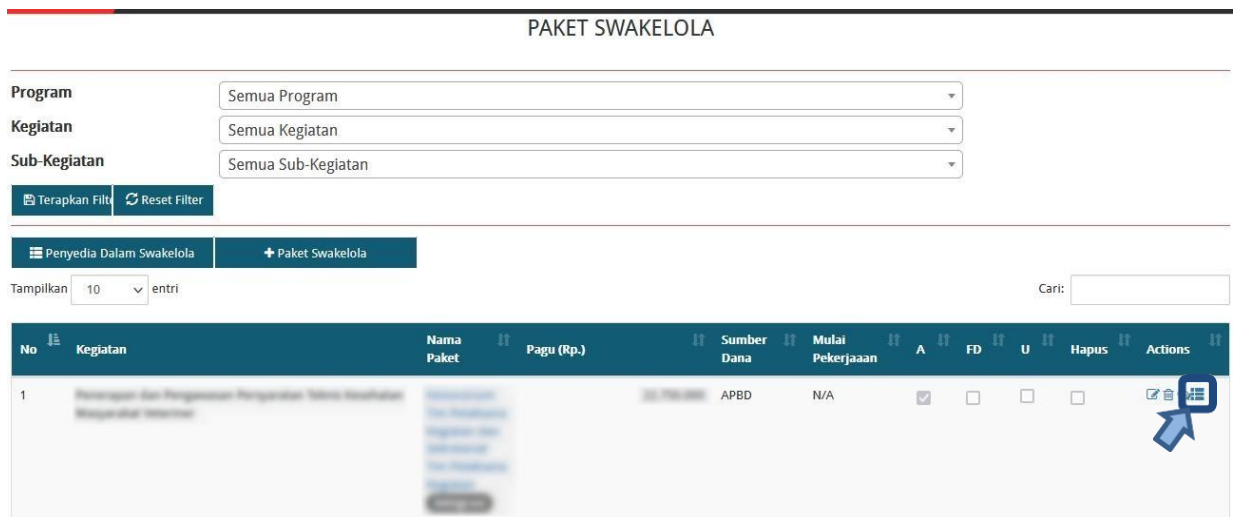 PAKET SWAKELOLA
Program
Semua Program
Kegiatan
Semua Kegiatan
Sub-Kegiatan
Semua Sub-Kegiatan
Terapkan Filt Reset Filter
Penyedia Dalam Swakelola + Paket Swakelola
Tampilkan 10 entri Cari:
No Kegiatan Nama Paket Pagu (Rp.) Sumber Dana Mulai Pekerjaaan A FD U Hapus Actions
1 APBD N/A